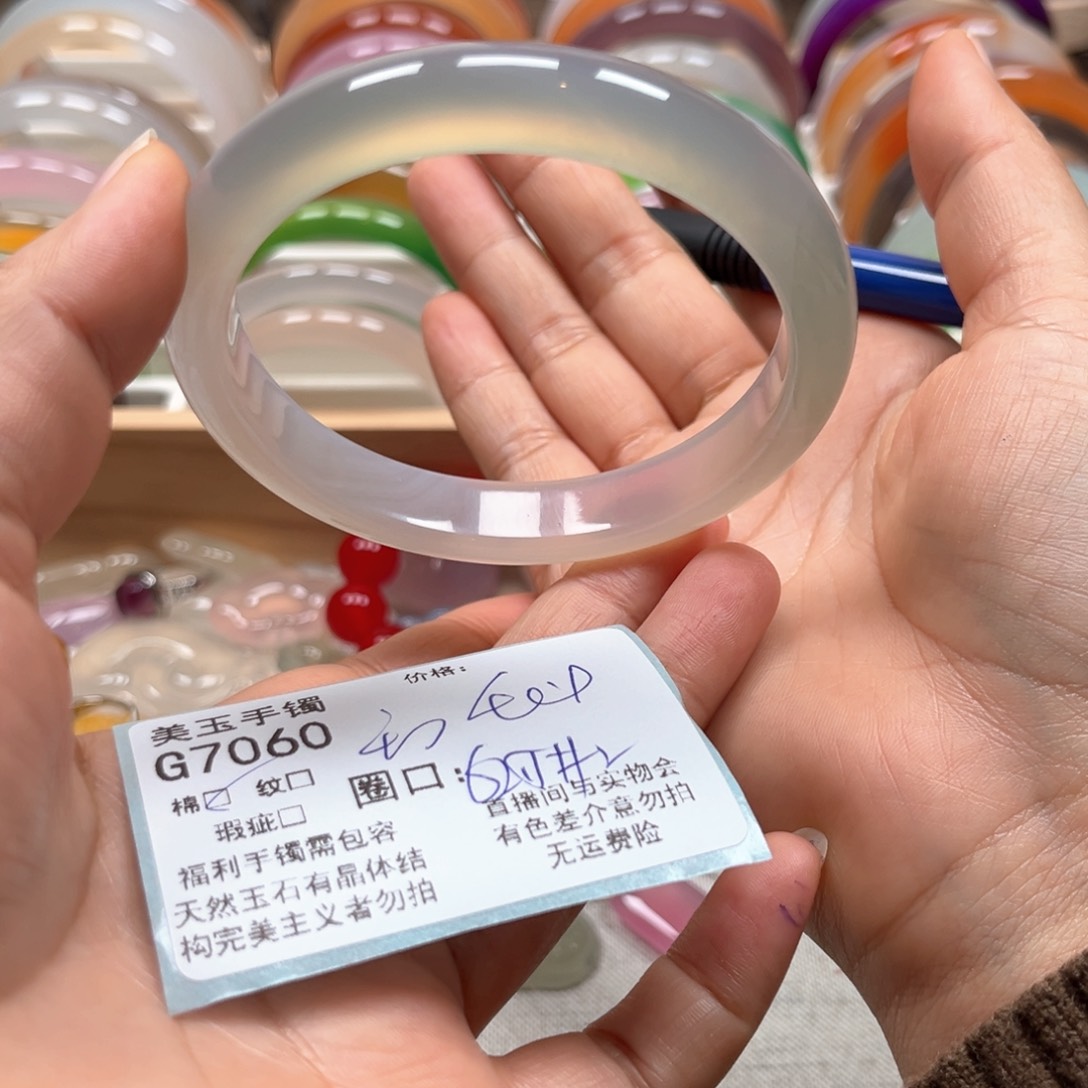 价格：
美玉手镯
G7060
棉☑ 纹□ 圈口：
瑕疵□
福利手镯需包容
天然玉石有晶体结
构完美主义者勿拍
直播间与实物会
有色差介意勿拍
无运费险